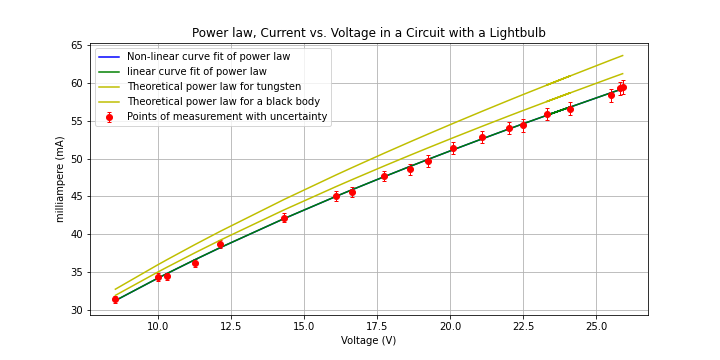 Power law, Current vs. Voltage in a Circuit with a Lightbulb
Non-linear curve fit of power law
linear curve fit of power law
Theoretical power law for tungsten
Theoretical power law for a black body
Points of measurement with uncertainty
milliampere (mA)
65
60
55
50
45
40
35
30
10.0 12.5 15.0 17.5 20.0 22.5 25.0
Voltage (V)